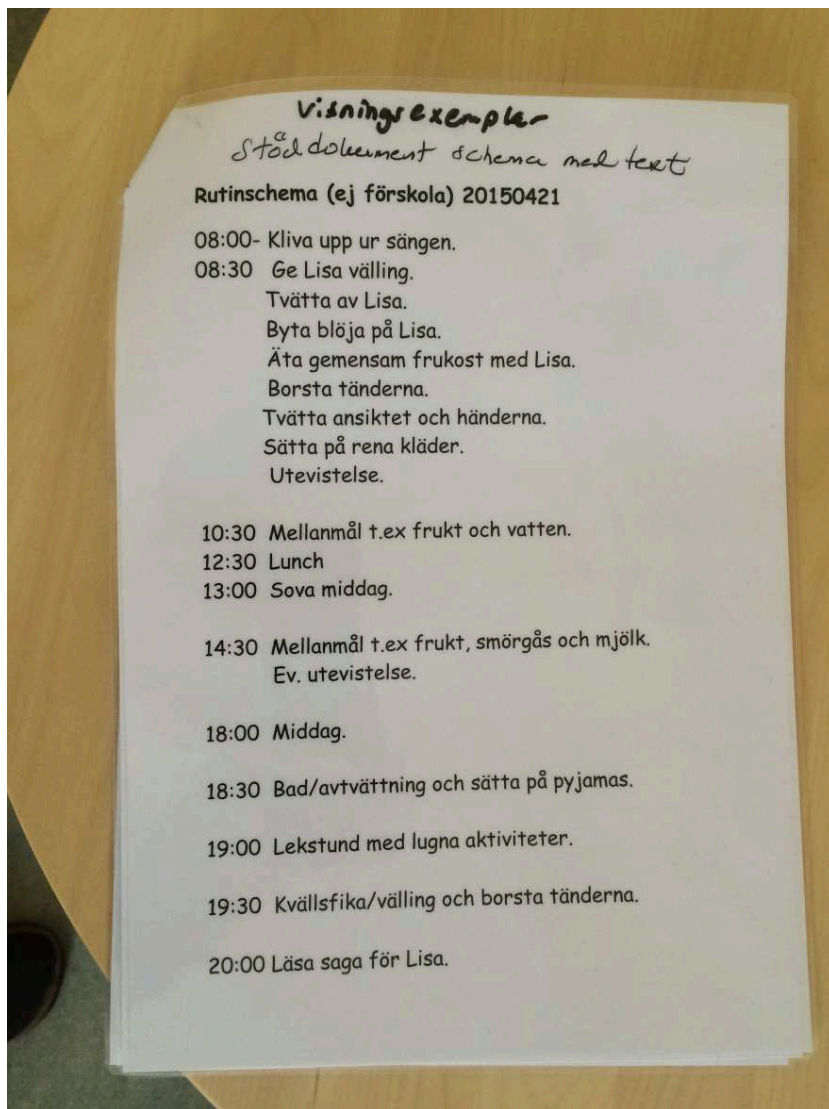 Visningsexemplar
Stöddokument schema med text
Rutinschema (ej förskola) 20150421
08:00- Kliva upp ur sängen.
08:30 Ge Lisa välling.
Tvätta av Lisa.
Byta blöja på Lisa.
Äta gemensam frukost med Lisa.
Borsta tänderna.
Tvätta ansiktet och händerna.
Sätta på rena kläder.
Utevistelse.
10:30 Mellanmål t.ex frukt och vatten.
12:30 Lunch
13:00 Sova middag.
14:30 Mellanmål t.ex frukt, smörgås och mjölk.
Ev. utevistelse.
18:00 Middag.
18:30 Bad/avtvättning och sätta på pyjamas.
19:00 Lekstund med lugna aktiviteter.
19:30 Kvällsfika/välling och borsta tänderna.
20:00 Läsa saga för Lisa.